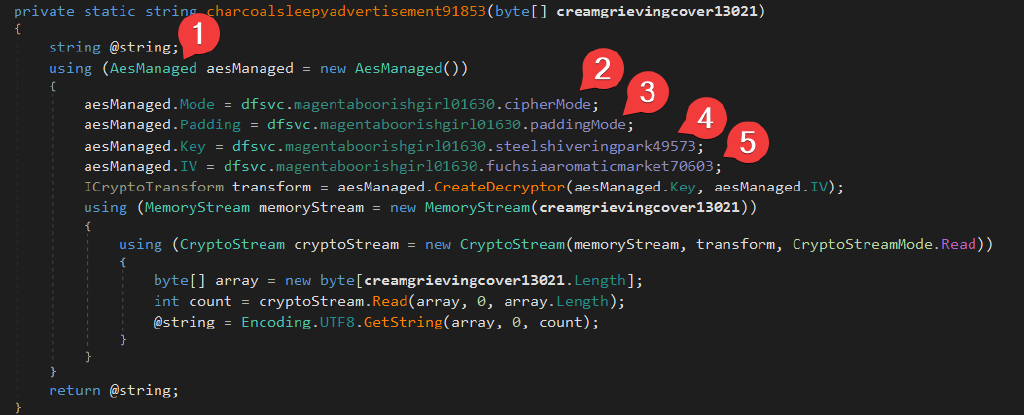 private static string charcoalsleepyadvertisement91853(byte[] creamgrievingcover13021)
{
1
string @string;
using (AesManaged aesManaged = new AesManaged())
{
2
aesManaged.Mode = dfsvc.magentaboorishgirl01630.cipherMode;
3
aesManaged.Padding = dfsvc.magentaboorishgirl01630.paddingMode;
4
aesManaged.Key = dfsvc.magentaboorishgirl01630.steelshiveringpark49573;
5
aesManaged.IV = dfsvc.magentaboorishgirl01630.fuchsiaaromaticmarket70603;
ICryptoTransform transform = aesManaged.CreateDecryptor(aesManaged.Key, aesManaged.IV);
using (MemoryStream memoryStream = new MemoryStream(creamgrievingcover13021))
{
using (CryptoStream cryptoStream = new CryptoStream(memoryStream, transform, CryptoStreamMode.Read))
{
byte[] array = new byte[creamgrievingcover13021.Length];
int count = cryptoStream.Read(array, 0, array.Length);
@string = Encoding.UTF8.GetString(array, 0, count);
}
}
}
return @string;
}